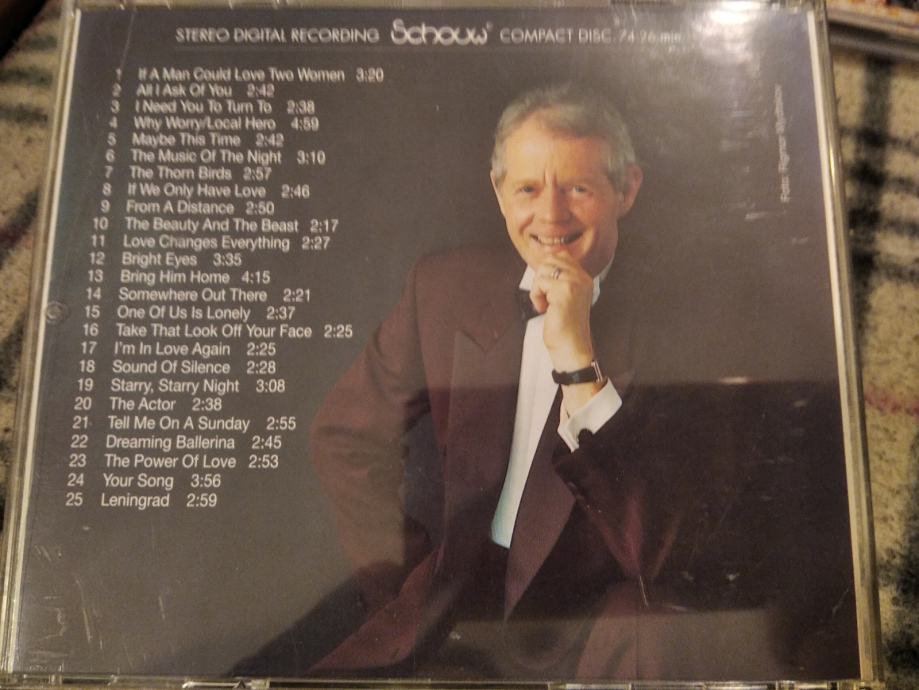 STEREO DIGITAL RECORDING Schouw® COMPACT DISC. 74.26 min.
1 If A Man Could Love Two Women 3:20
2 All I Ask Of You 2:42
3 I Need You To Turn To 2:38
4 Why Worry/Local Hero 4:59
5 Maybe This Time 2:42
6 The Music Of The Night 3:10
7 The Thorn Birds 2:57
8 If We Only Have Love 2:46
9 From A Distance 2:50
10 The Beauty And The Beast 2:17
11 Love Changes Everything 2:27
12 Bright Eyes 3:35
13 Bring Him Home 4:15
14 Somewhere Out There 2:21
15 One Of Us Is Lonely 2:37
16 Take That Look Off Your Face 2:25
17 I'm In Love Again 2:25
18 Sound Of Silence 2:28
19 Starry, Starry Night 3:08
20 The Actor 2:38
21 Tell Me On A Sunday 2:55
22 Dreaming Ballerina 2:45
23 The Power Of Love 2:53
24 Your Song 3:56
25 Leningrad 2:59
Foto: